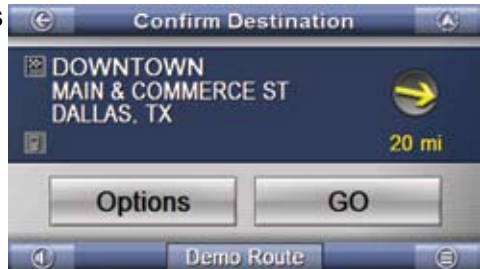 s
Confirm Destination
DOWNTOWN
MAIN & COMMERCE ST
DALLAS, TX
20 mi
Options
GO
Demo Route